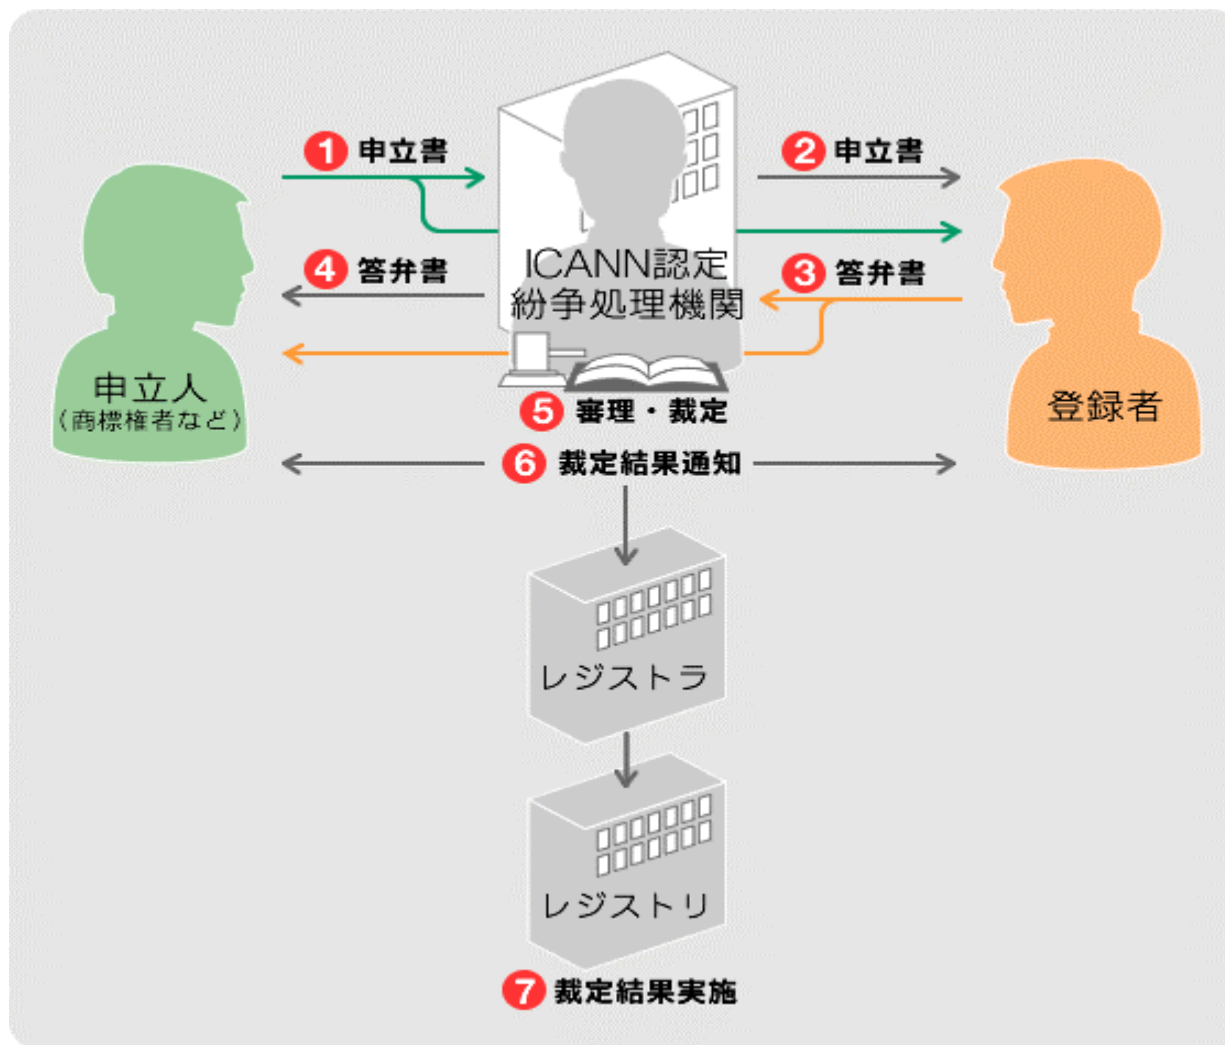 1 申立書
2 申立書
ICANN認定
紛争処理機関
4 答弁書
3 答弁書
申立人
(商標権者など)
登録者
5 審理・裁定
6 裁定結果通知
レジストラ
レジストリ
7 裁定結果実施